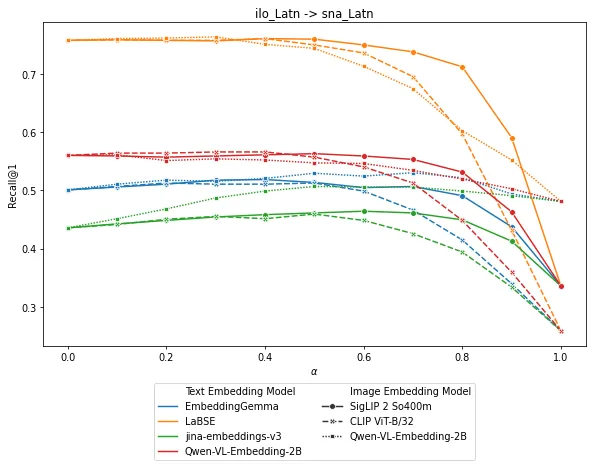 ilo_Latn -> sna_Latn
Recall@1
0.7
0.6
0.5
0.4
0.3
0.0
0.2
0.4
0.6
0.8
1.0
α
Text Embedding Model
EmbeddingGemma
LaBSE
jina-embeddings-v3
Qwen-VL-Embedding-2B
Image Embedding Model
SigLIP 2 So400m
CLIP ViT-B/32
Qwen-VL-Embedding-2B